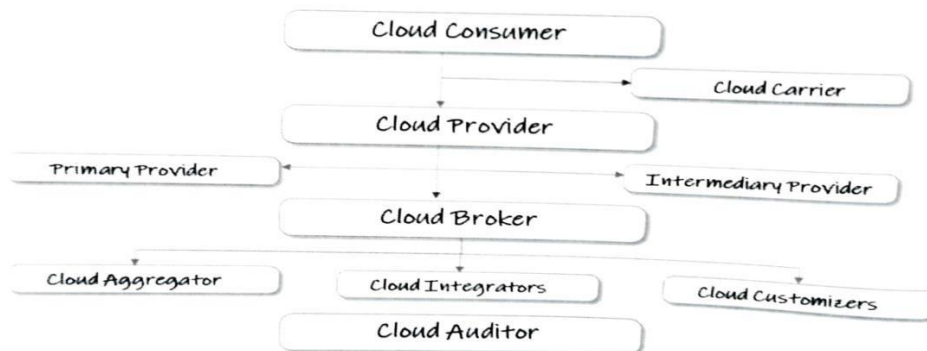 Cloud Consumer
Cloud Carrier
Cloud Provider
Primary Provider
Intermediary Provider
Cloud Broker
Cloud Aggregator
Cloud Integrators
Cloud Customizers
Cloud Auditor